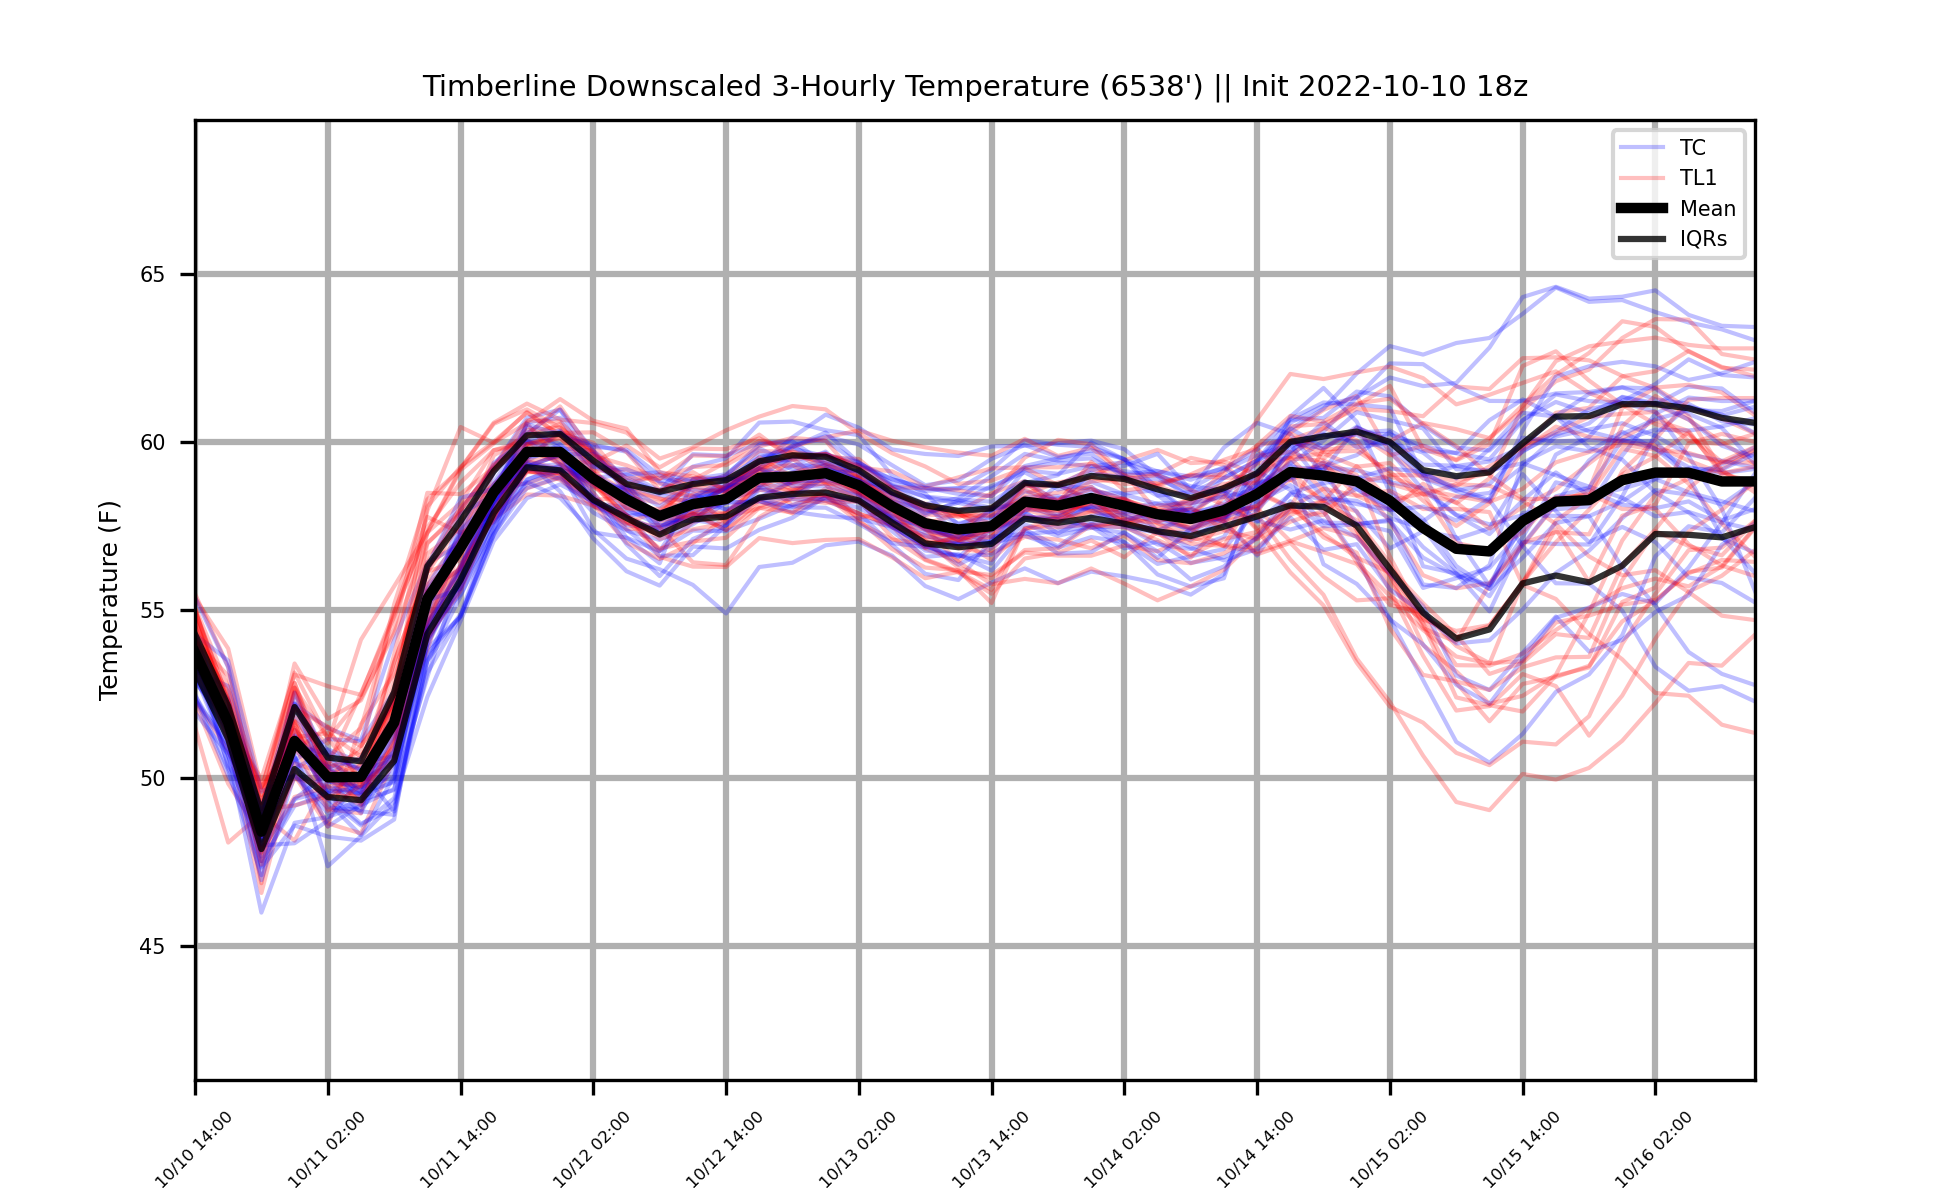 Timberline Downscaled 3-Hourly Temperature (6538') || Init 2022-10-10 18z
TC
TL1
Mean
IQRs
Temperature (F)
65
60
55
50
45
10/10 14:00
10/11 02:00
10/11 14:00
10/12 02:00
10/12 14:00
10/13 02:00
10/13 14:00
10/14 02:00
10/14 14:00
10/15 02:00
10/15 14:00
10/16 02:00